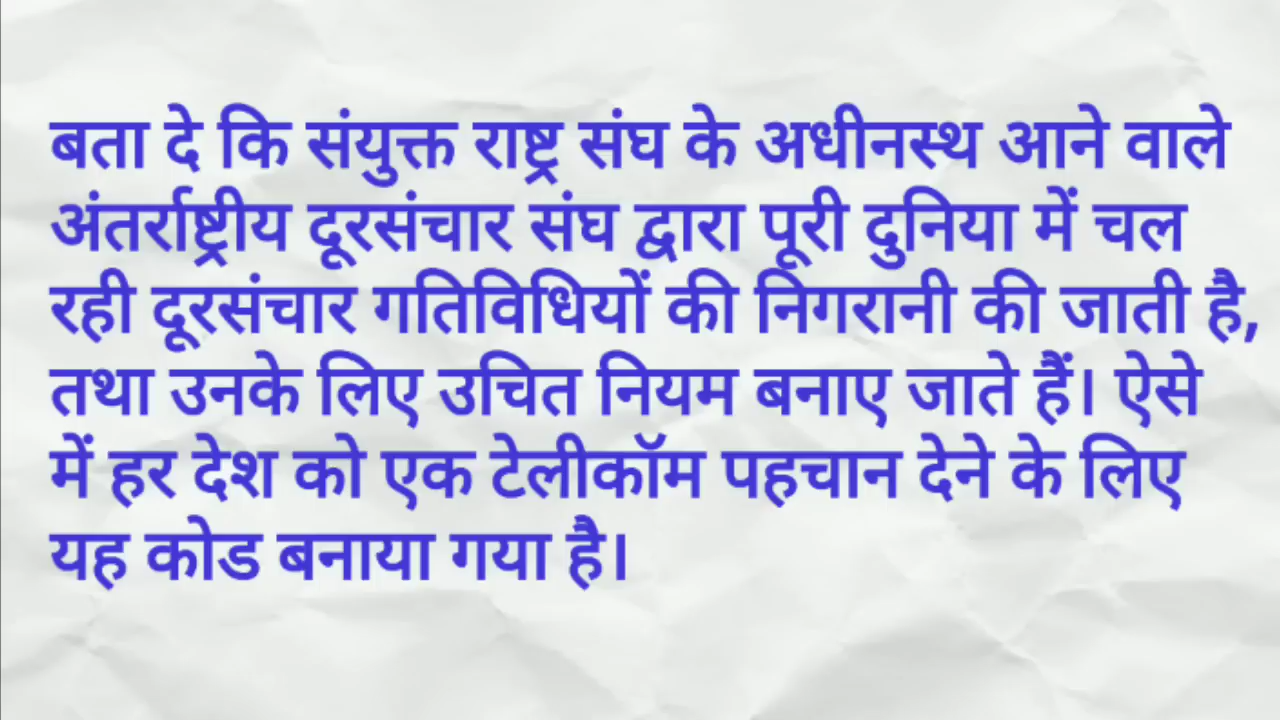 बता दे कि संयुक्त राष्ट्र संघ के अधीनस्थ आने वाले
अंतर्राष्ट्रीय दूरसंचार संघ द्वारा पूरी दुनिया में चल
रही दूरसंचार गतिविधियों की निगरानी की जाती है,
तथा उनके लिए उचित नियम बनाए जाते हैं। ऐसे
में हर देश को एक टेलीकॉम पहचान देने के लिए
यह कोड बनाया गया है।